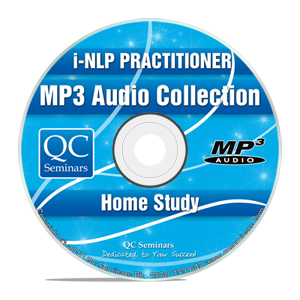 i-NLP PRACTITIONER
MP3 Audio Collection
QC
Seminars
MP3
AUDIO
Home Study
QC Seminars
Dedicated to Your Success